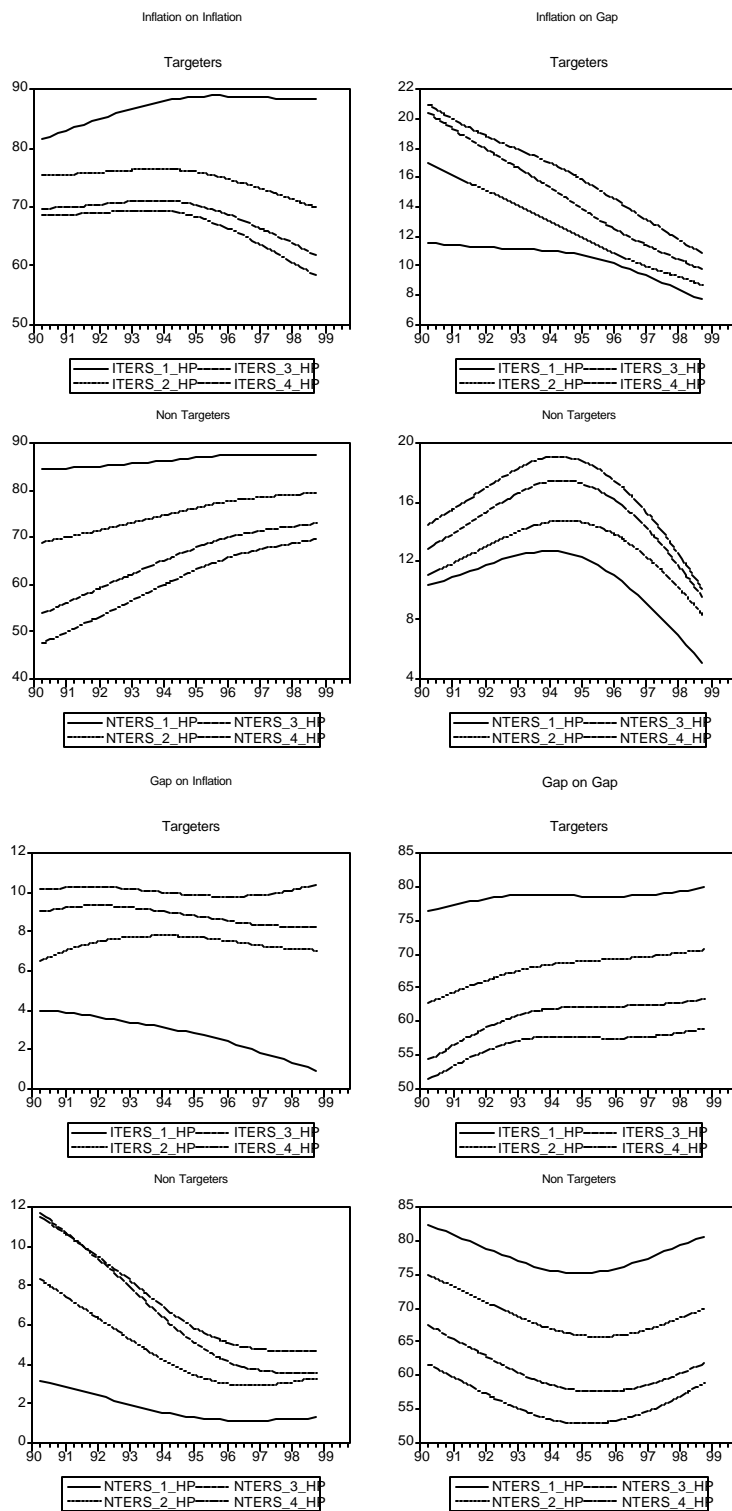 Inflation on Inflation
Targeters
90
80
70
60
50
90 91 92 93 94 95 96 97 98 99
ITERS_1_HP ITERS_3_HP
ITERS_2_HP ITERS_4_HP
Inflation on Gap
Targeters
22
20
18
16
14
12
10
8
6
90 91 92 93 94 95 96 97 98 99
ITERS_1_HP ITERS_3_HP
ITERS_2_HP ITERS_4_HP
Non Targeters
90
80
70
60
50
40
90 91 92 93 94 95 96 97 98 99
NTERS_1_HP NTERS_3_HP
NTERS_2_HP NTERS_4_HP
Non Targeters
20
16
12
8
4
90 91 92 93 94 95 96 97 98 99
NTERS_1_HP NTERS_3_HP
NTERS_2_HP NTERS_4_HP
Gap on Inflation
Targeters
12
10
8
6
4
2
0
90 91 92 93 94 95 96 97 98 99
ITERS_1_HP ITERS_3_HP
ITERS_2_HP ITERS_4_HP
Gap on Gap
Targeters
85
80
75
70
65
60
55
50
90 91 92 93 94 95 96 97 98 99
ITERS_1_HP ITERS_3_HP
ITERS_2_HP ITERS_4_HP
Non Targeters
12
10
8
6
4
2
0
90 91 92 93 94 95 96 97 98 99
NTERS_1_HP NTERS_3_HP
NTERS_2_HP NTERS_4_HP
Non Targeters
85
80
75
70
65
60
55
50
90 91 92 93 94 95 96 97 98 99
NTERS_1_HP NTERS_3_HP
NTERS_2_HP NTERS_4_HP